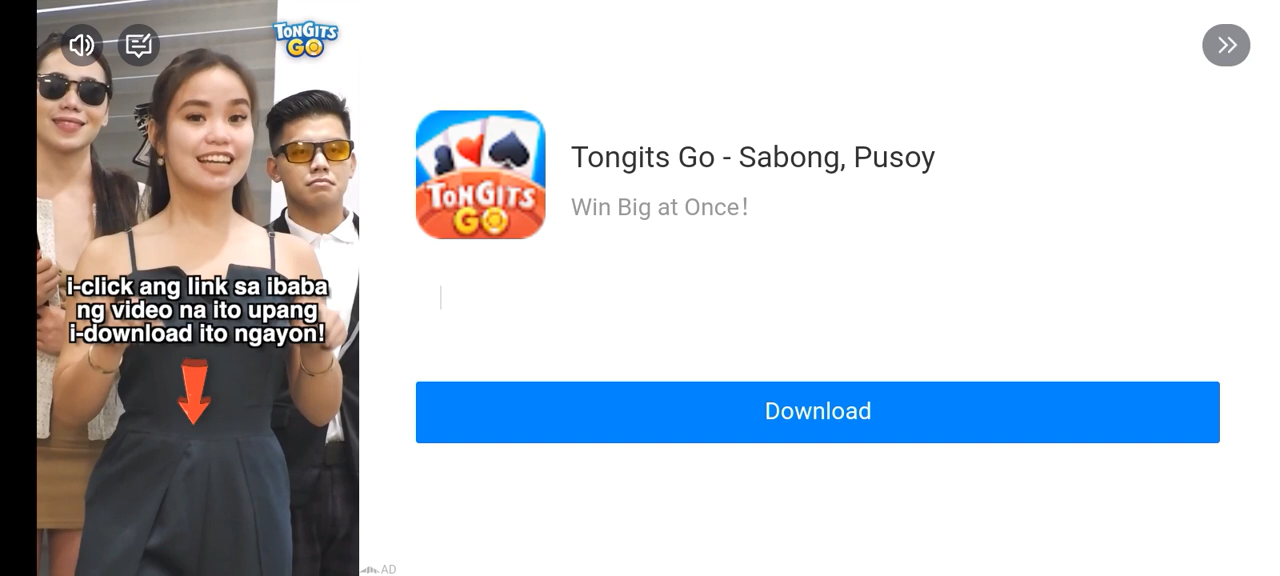 TONGITS
GO
i-click ang link sa ibaba
ng video na ito upang
i-download ito ngayon!
TONGITS
GO
Tongits Go - Sabong, Pusoy
Win Big at Once!
Download
AD